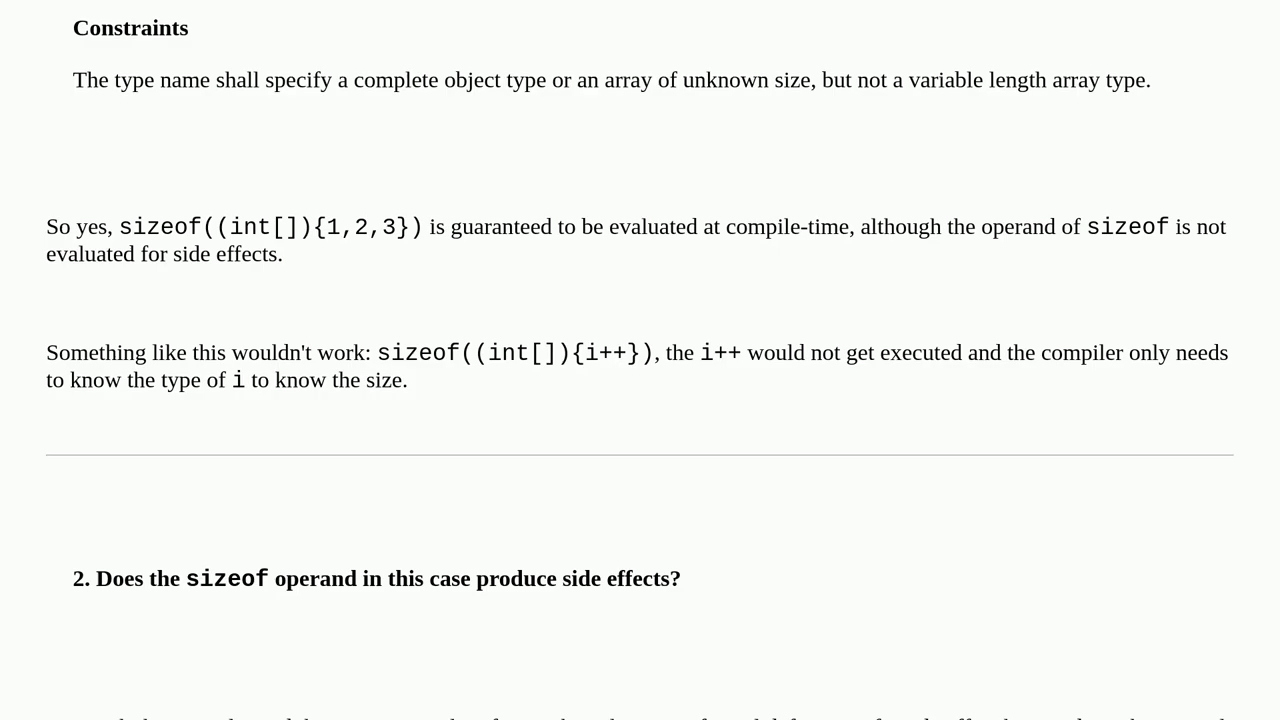 Constraints
The type name shall specify a complete object type or an array of unknown size, but not a variable length array type.
So yes, sizeof((int[]){1,2,3}) is guaranteed to be evaluated at compile-time, although the operand of sizeof is not
evaluated for side effects.
Something like this wouldn't work: sizeof((int[]){i++}), the i++ would not get executed and the compiler only needs
to know the type of i to know the size.
2. Does the sizeof operand in this case produce side effects?